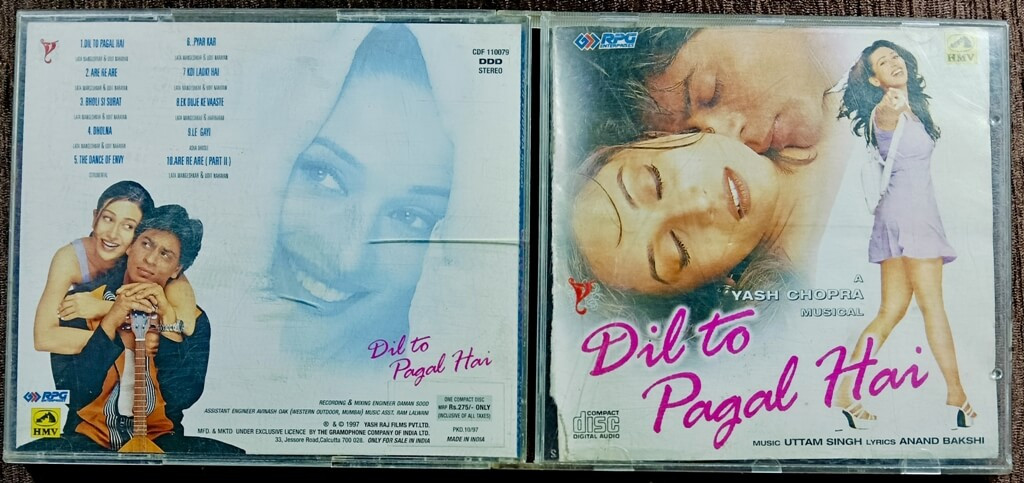 1.DIL TO PAGAL HAI
LATA MANGESHKAR & UDIT NARAYAN
2. ARE RE ARE
LATA MANGESHKAR & UDIT NARAYAN
3. BHOLI SI SURAT
LATA MANGESHKAR & UDIT NARAYAN
4. DHOLNA
LATA MANGESHKAR & UDIT NARAYAN
5. THE DANCE OF ENVY
6. PYAR KAR
LATA MANGESHKAR & UDIT NARAYAN
7 KOI LADKI HAI
LATA MANGESHKAR & UDIT NARAYAN
8.EK DUJE KE VAASTE
LATA MANGESHKAR & HARIHARAN
9.LE GAYI
ASHA BHOSLE
10.ARE RE ARE ( PART II )
LATA MANGESHKAR & UDIT NARAYAN
CDF 110079
DDD
STEREO
Dil to
Pagal Hai
RPG
HMV
RECORDING & MIXING ENGINEER DAMAN SOOD
ASSISTANT ENGINEER AVINASH OAK (WESTERN OUTDOOR, MUMBAI) MUSIC ASST. RAM LALWANI
℗ & © 1997 YASH RAJ FILMS PVT.LTD.
MFD. & MKTD UNDER EXCLUSIVE LICENCE BY THE GRAMOPHONE COMPANY OF INDIA LTD.
33, Jessore Road,Calcutta 700 028. ONLY FOR SALE IN INDIA
ONE COMPACT DISC
MRP Rs.275/- ONLY
(INCLUSIVE OF ALL TAXES)
PKD.10/97
MADE IN INDIA
RPG
ENTERPRISES
HMV
A
YASH CHOPRA
MUSICAL
Dil to
Pagal Hai
COMPACT
disc
DIGITAL AUDIO
MUSIC UTTAM SINGH LYRICS ANAND BAKSHI